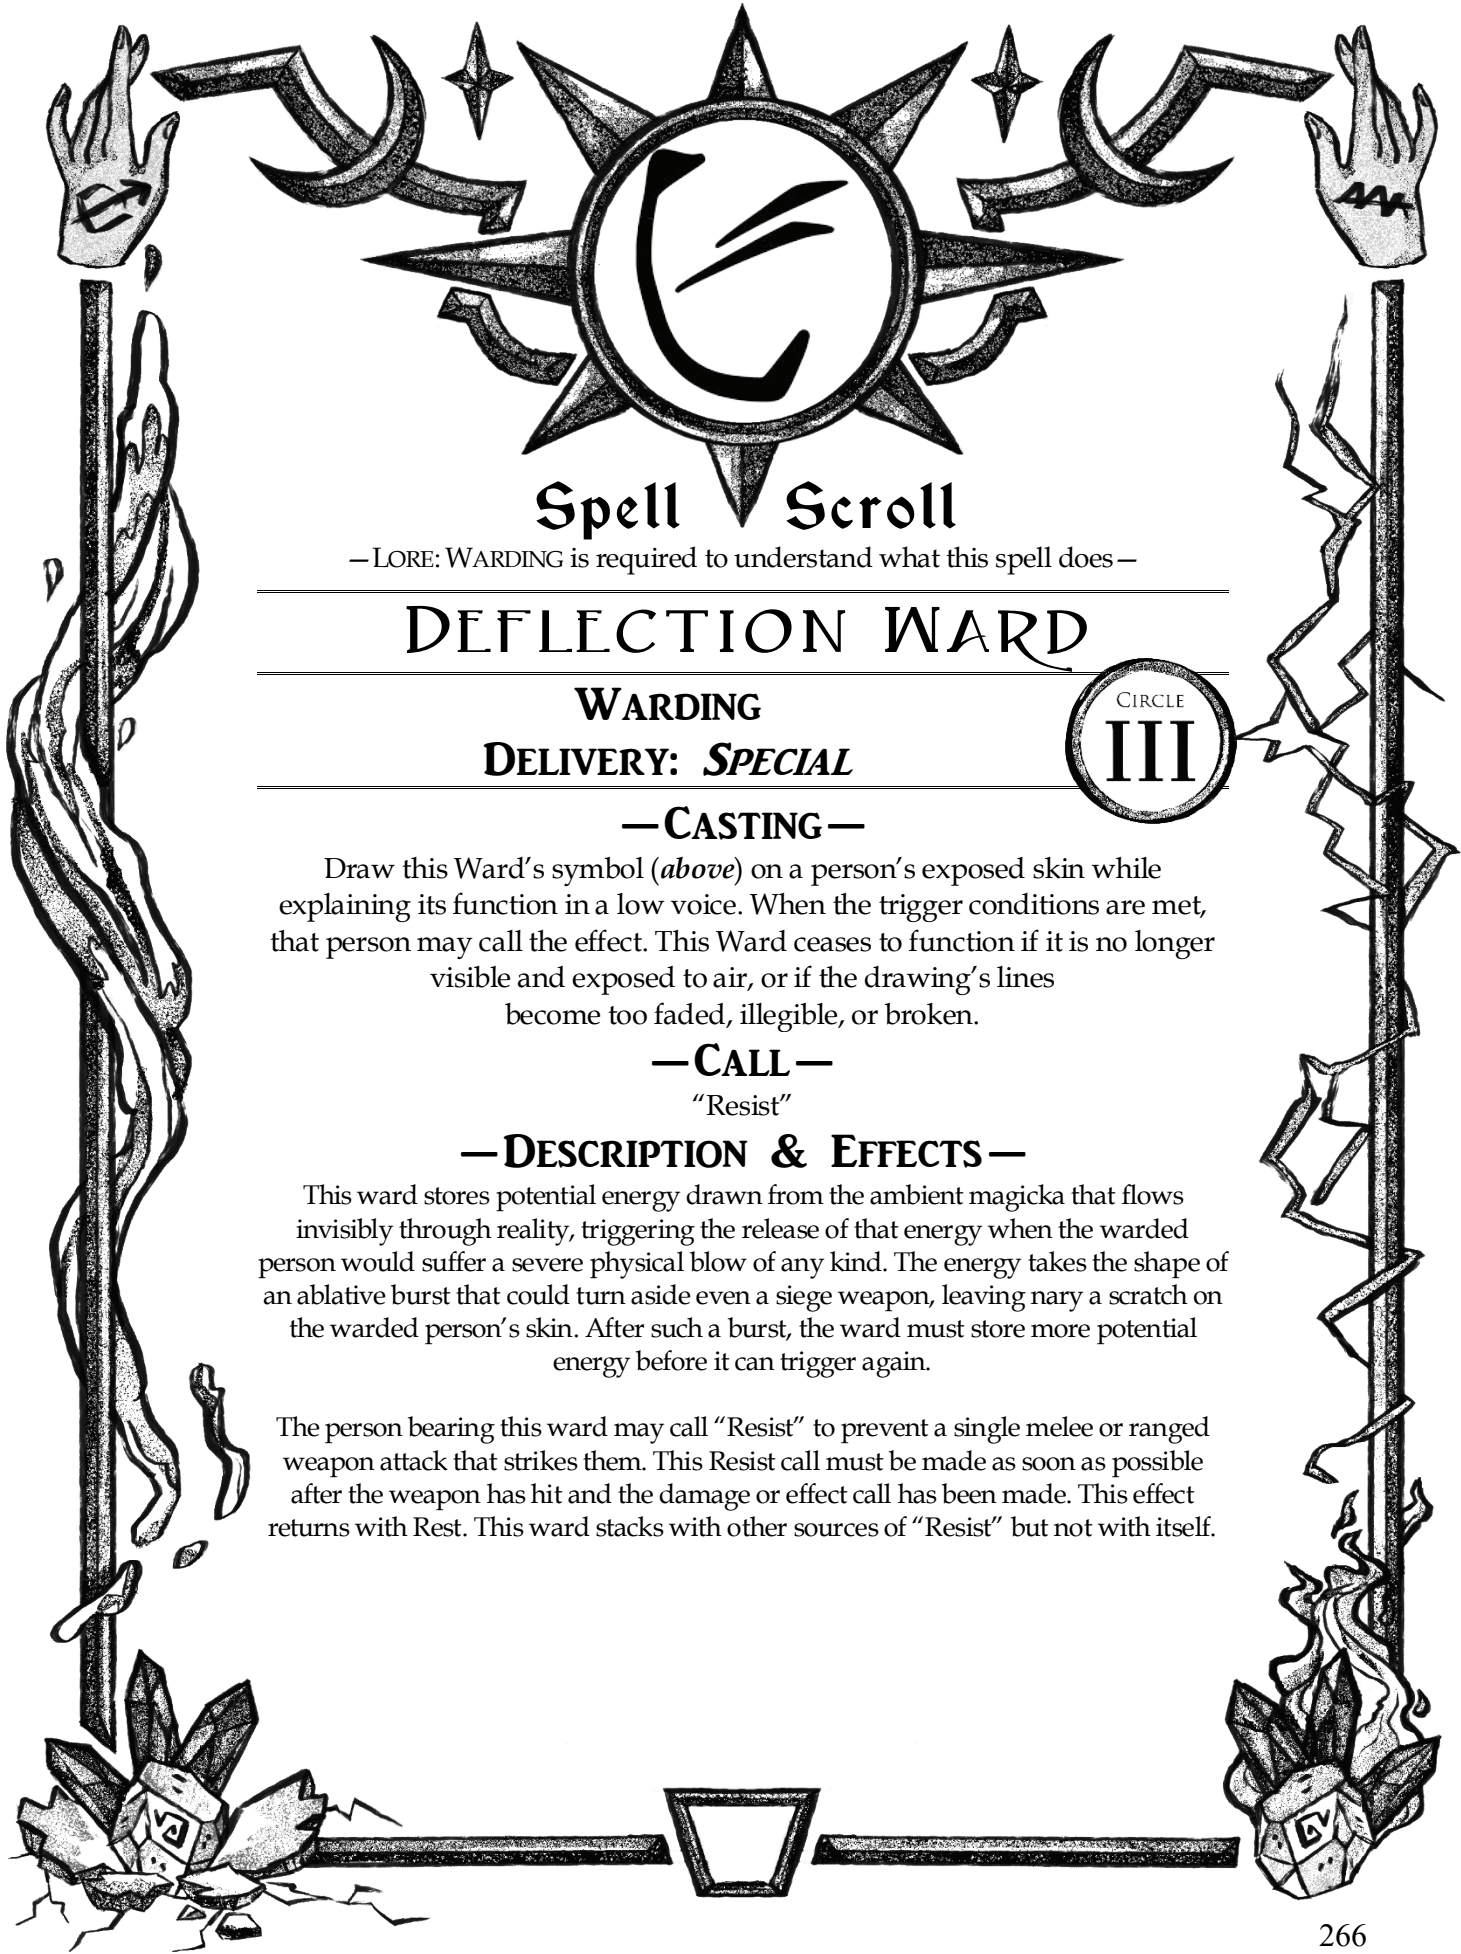 Spell Scroll
—LORE: WARDING is required to understand what this spell does—
DEFLECTION WARD
WARDING
CIRCLE
III
DELIVERY: SPECIAL
—CASTING—
Draw this Ward’s symbol (above) on a person’s exposed skin while
explaining its function in a low voice. When the trigger conditions are met,
that person may call the effect. This Ward ceases to function if it is no longer
visible and exposed to air, or if the drawing’s lines
become too faded, illegible, or broken.
—CALL—
“Resist”
—DESCRIPTION & EFFECTS—
This ward stores potential energy drawn from the ambient magicka that flows
invisibly through reality, triggering the release of that energy when the warded
person would suffer a severe physical blow of any kind. The energy takes the shape of
an ablative burst that could turn aside even a siege weapon, leaving nary a scratch on
the warded person’s skin. After such a burst, the ward must store more potential
energy before it can trigger again.
The person bearing this ward may call “Resist” to prevent a single melee or ranged
weapon attack that strikes them. This Resist call must be made as soon as possible
after the weapon has hit and the damage or effect call has been made. This effect
returns with Rest. This ward stacks with other sources of “Resist” but not with itself.
266